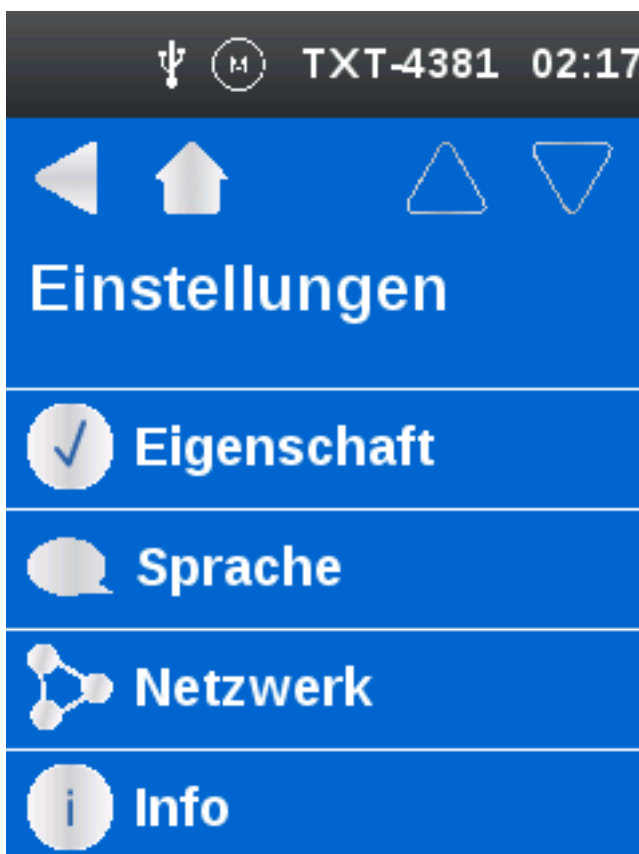 M TXT-4381 02:17
Einstellungen
Eigenschaft
Sprache
Netzwerk
i Info